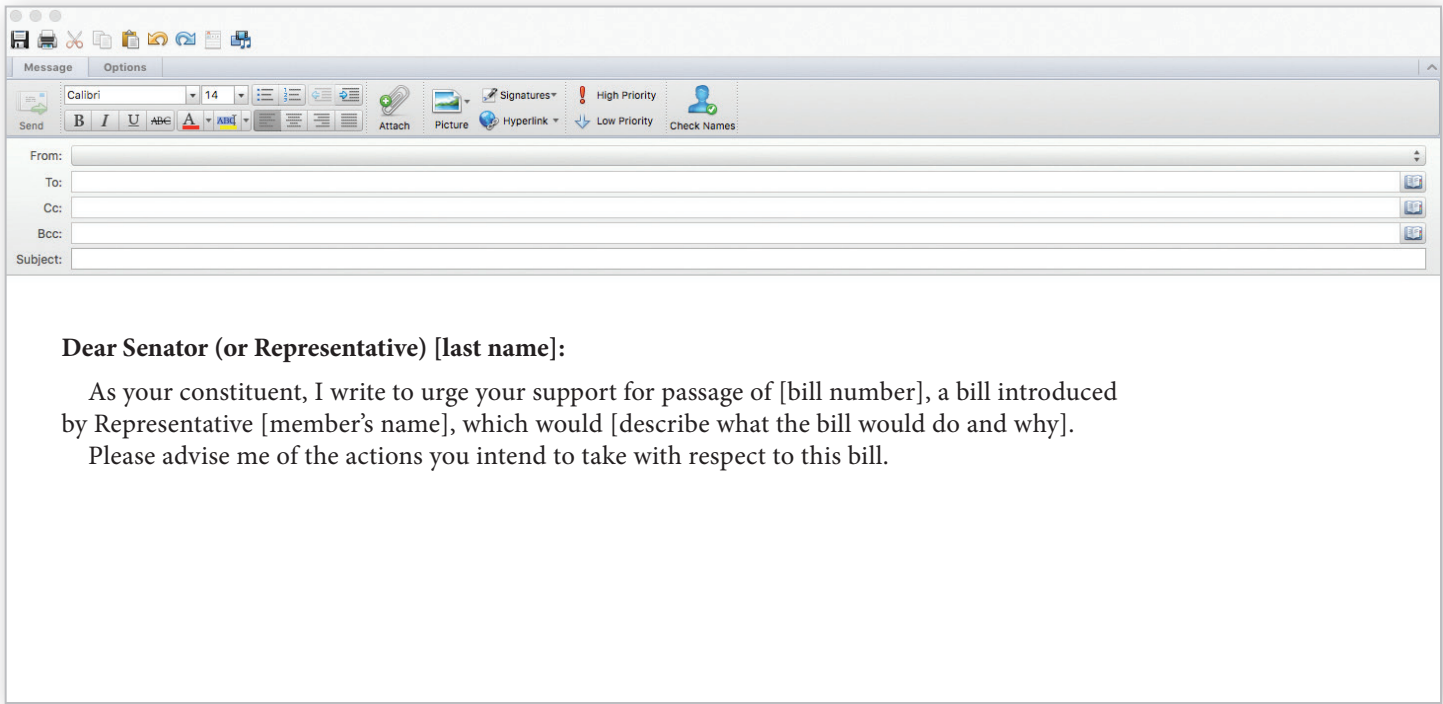 Message Options
Calibri 14 Signatures High Priority
Send B I U ABC A ABC Attach Picture Hyperlink Low Priority Check Names
From:
To:
Cc:
Bcc:
Subject:
Dear Senator (or Representative) [last name]:
As your constituent, I write to urge your support for passage of [bill number], a bill introduced
by Representative [member’s name], which would [describe what the bill would do and why].
Please advise me of the actions you intend to take with respect to this bill.